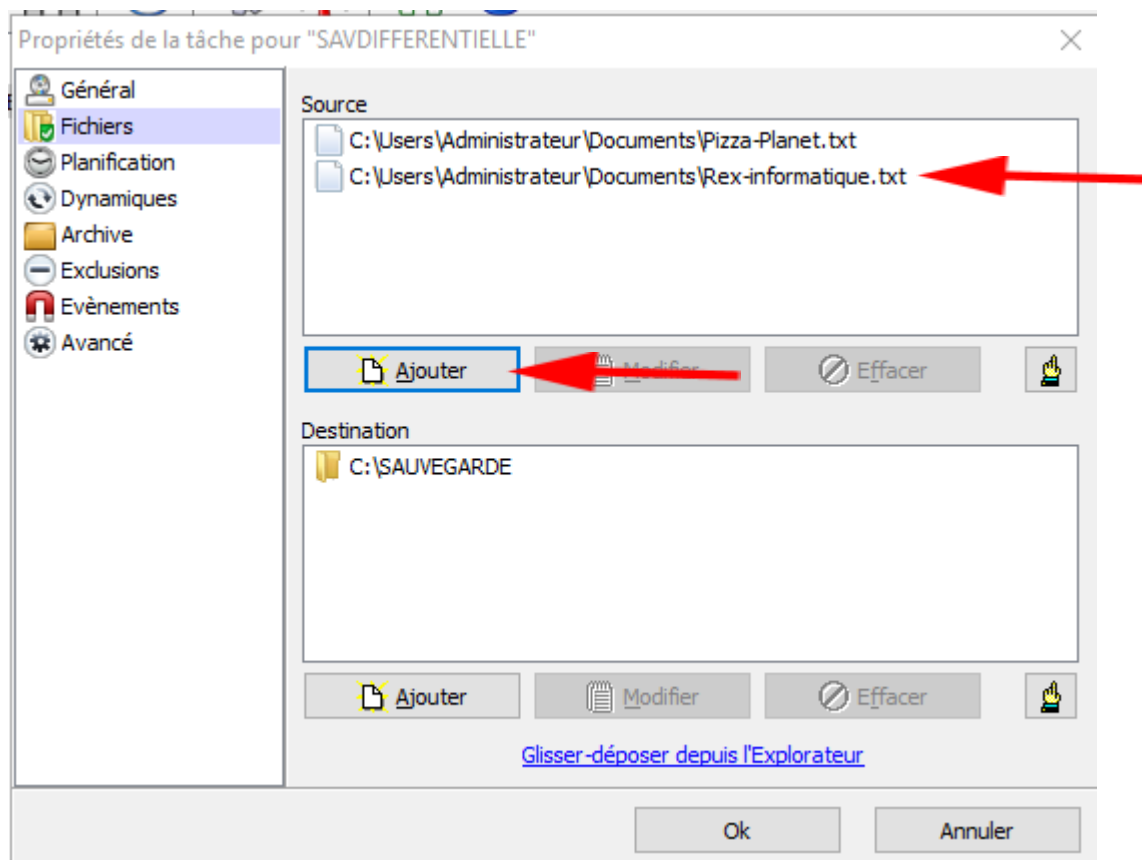 Propriétés de la tâche pour "SAVDIFFERENTIELLE"
Général
Fichiers
Planification
Dynamiques
Archive
Exclusions
Evènements
Avancé
Source
C:\Users\Administrateur\Documents\Pizza-Planet.txt
C:\Users\Administrateur\Documents\Rex-informatique.txt
Ajouter Modifier Effacer
Destination
C:\SAUVEGARDE
Ajouter Modifier Effacer
Glisser-déposer depuis l'Explorateur
Ok Annuler